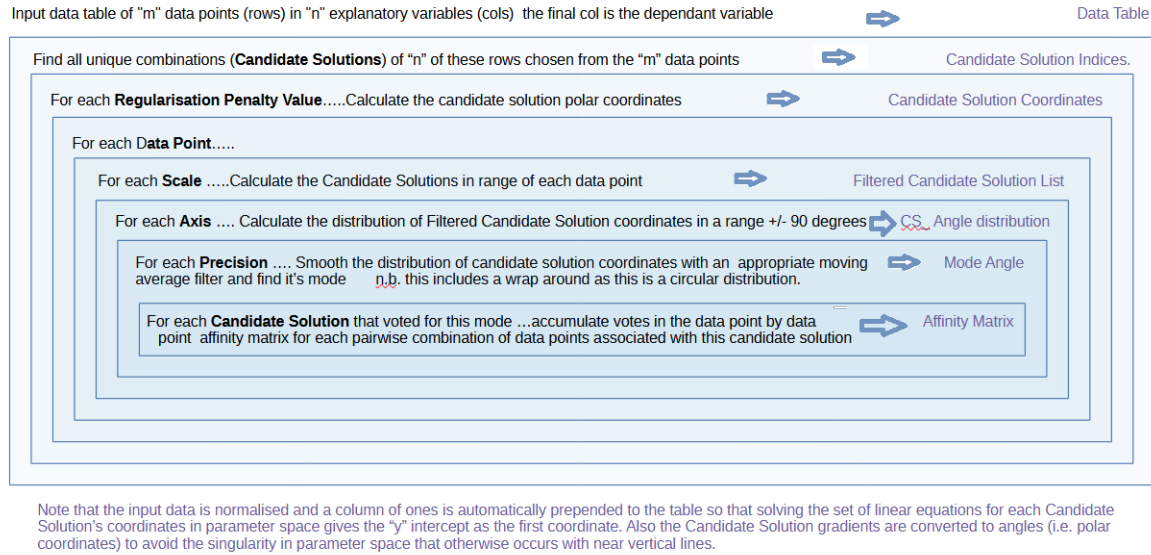 Input data table of "m" data points (rows) in "n" explanatory variables (cols)  the final col is the dependant variable
Data Table
Find all unique combinations (Candidate Solutions) of “n” of these rows chosen from the “m” data points
Candidate Solution Indices.
For each Regularisation Penalty Value…..Calculate the candidate solution polar coordinates
Candidate Solution Coordinates
For each Data Point…..
For each Scale …..Calculate the Candidate Solutions in range of each data point
Filtered Candidate Solution List
For each Axis …. Calculate the distribution of Filtered Candidate Solution coordinates in a range +/- 90 degrees
CS_ Angle distribution
For each Precision …. Smooth the distribution of candidate solution coordinates with an  appropriate moving
Mode Angle
average filter and find it’s mode      n.b. this includes a wrap around as this is a circular distribution.
For each Candidate Solution that voted for this mode …accumulate votes in the data point by data
Affinity Matrix
point  affinity matrix for each pairwise combination of data points associated with this candidate solution
Note that the input data is normalised and a column of ones is automatically prepended to the table so that solving the set of linear equations for each Candidate
Solution’s coordinates in parameter space gives the “y” intercept as the first coordinate. Also the Candidate Solution gradients are converted to angles (i.e. polar
coordinates) to avoid the singularity in parameter space that otherwise occurs with near vertical lines.